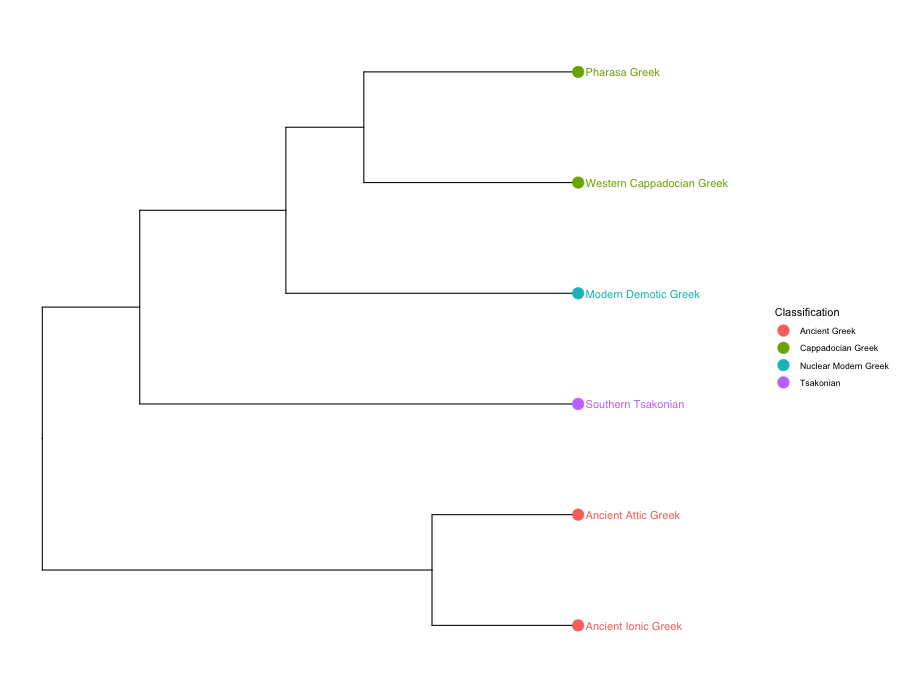 Pharasa Greek
Western Cappadocian Greek
Modern Demotic Greek
Southern Tsakonian
Ancient Attic Greek
Ancient Ionic Greek
Classification
Ancient Greek
Cappadocian Greek
Nuclear Modern Greek
Tsakonian